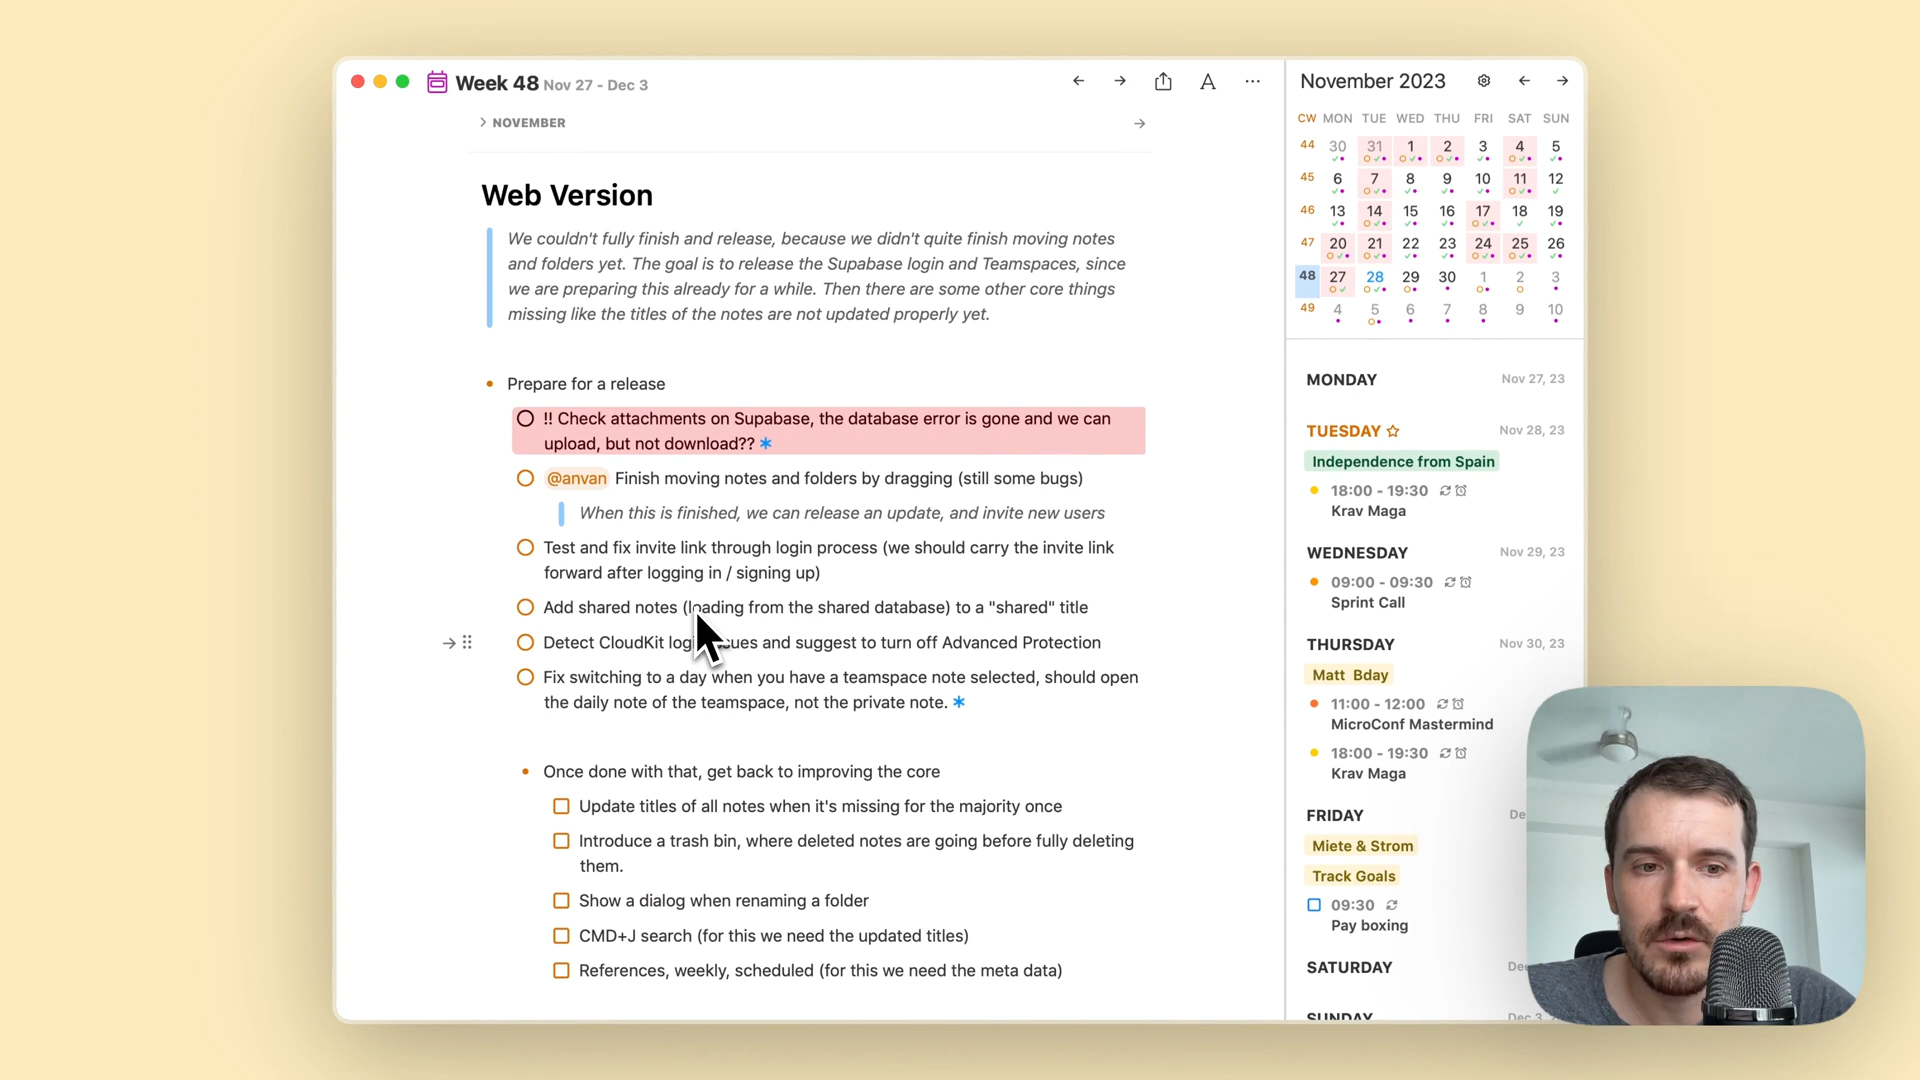 Week 48 Nov 27 - Dec 3
NOVEMBER
Web Version
We couldn't fully finish and release, because we didn't quite finish moving notes
and folders yet. The goal is to release the Supabase login and Teamspaces, since
we are preparing this already for a while. Then there are some other core things
missing like the titles of the notes are not updated properly yet.
Prepare for a release
!! Check attachments on Supabase, the database error is gone and we can
upload, but not download??
@anvan Finish moving notes and folders by dragging (still some bugs)
When this is finished, we can release an update, and invite new users
Test and fix invite link through login process (we should carry the invite link
forward after logging in / signing up)
Add shared notes (loading from the shared database) to a "shared" title
Detect CloudKit and suggest to turn off Advanced Protection
Fix switching to a day when you have a teamspace note selected, should open
the daily note of the teamspace, not the private note.
Once done with that, get back to improving the core
Update titles of all notes when it's missing for the majority once
Introduce a trash bin, where deleted notes are going before fully deleting
them.
Show a dialog when renaming a folder
CMD+J search (for this we need the updated titles)
References, weekly, scheduled (for this we need the meta data)
November 2023
CW MON TUE WED THU FRI SAT SUN
44 30 31 1 2 3 4 5
45 6 7 8 9 10 11 12
46 13 14 15 16 17 18 19
47 20 21 22 23 24 25 26
48 27 28 29 30 1 2 3
49 4 5 6 7 8 9 10
MONDAY Nov 27, 23
TUESDAY Nov 28, 23
Independence from Spain
18:00 - 19:30
Krav Maga
WEDNESDAY Nov 29, 23
09:00 - 09:30
Sprint Call
THURSDAY Nov 30, 23
Matt Bday
11:00 - 12:00
MicroConf Mastermind
18:00 - 19:30
Krav Maga
FRIDAY
Miete & Strom
Track Goals
09:30
Pay boxing
SATURDAY
SUNDAY Dec 3,